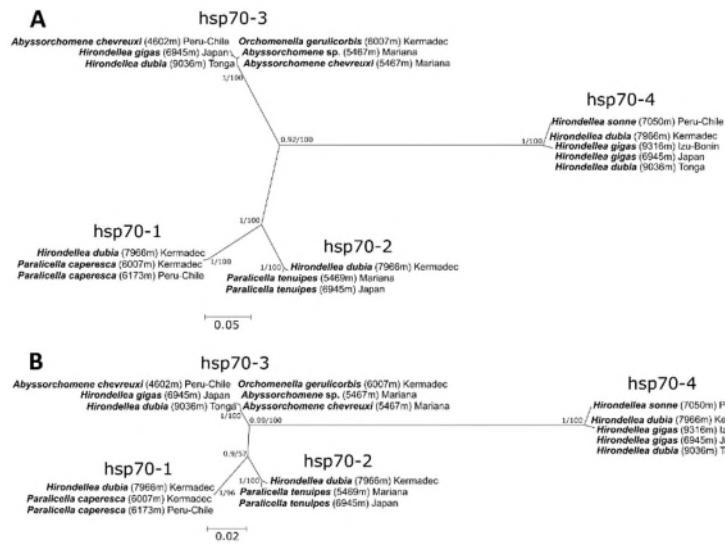 A
hsp70-3
Abyssorchomene chevreuxi (4602m) Peru-Chile
Orchomenella gerulicorbis (6007m) Kermadec
Hirondellea gigas (6945m) Japan
Abyssorchomene sp. (5467m) Mariana
Hirondellea dubia (9036m) Tonga
Abyssorchomene chevreuxi (5467m) Mariana
1/100
hsp70-4
Hirondellea sonne (7050m) Peru-Chile
0.92/100
1/100
Hirondellea dubia (7966m) Kermadec
Hirondellea gigas (9316m) Izu-Bonin
Hirondellea gigas (6945m) Japan
Hirondellea dubia (9036m) Tonga
1/100
hsp70-1
hsp70-2
Hirondellea dubia (7966m) Kermadec
1/100
Paralicella caperesca (6007m) Kermadec
Paralicella caperesca (6173m) Peru-Chile
1/100
Hirondellea dubia (7966m) Kermadec
Paralicella tenuipes (5469m) Mariana
Paralicella tenuipes (6945m) Japan
0.05
B
hsp70-3
Abyssorchomene chevreuxi (4602m) Peru-Chile
Orchomenella gerulicorbis (6007m) Kermadec
Hirondellea gigas (6945m) Japan
Abyssorchomene sp. (5467m) Mariana
Hirondellea dubia (9036m) Tonga
Abyssorchomene chevreuxi (5467m) Mariana
1/100
0.99/100
hsp70-4
Hirondellea sonne (7050m) P
1/100
Hirondellea dubia (7966m) Ke
Hirondellea gigas (9316m) Iz
Hirondellea gigas (6945m) J
Hirondellea dubia (9036m) T
0.9/57
hsp70-1
hsp70-2
Hirondellea dubia (7966m) Kermadec
1/96
Paralicella caperesca (6007m) Kermadec
Paralicella caperesca (6173m) Peru-Chile
1/100
Hirondellea dubia (7966m) Kermadec
Paralicella tenuipes (5469m) Mariana
Paralicella tenuipes (6945m) Japan
0.02